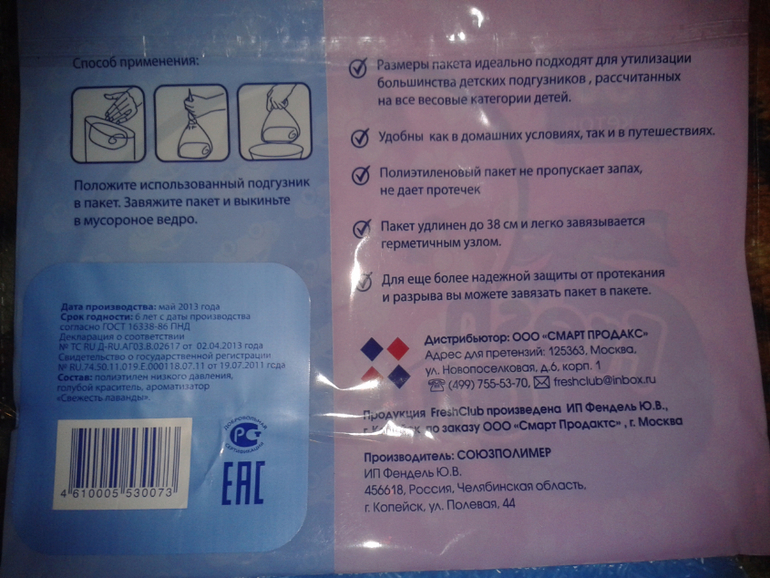 Способ применения:
Положите использованный подгузник
в пакет. Завяжите пакет и выкиньте
в мусороное ведро.
Размеры пакета идеально подходят для утилизации
большинства детских подгузников , рассчитанных
на все весовые категории детей.
Удобны как в домашних условиях, так и в путешествиях.
Полиэтиленовый пакет не пропускает запах,
не дает протечек
Пакет удлинен до 38 см и легко завязывается
герметичным узлом.
Для еще более надежной защиты от протекания
и разрыва вы можете завязать пакет в пакете.
Дата производства: май 2013 года
Срок годности: 6 лет с даты производства
согласно ГОСТ 16338-86 ПНД
Декларация о соответствии
№ ТС RU Д-RU.АГ03.В.02617 от 02.04.2013 года
Свидетельство о государственной регистрации
№ RU.74.50.11.019.Е.000118.07.11 от 19.07.2011 года
Состав: полиэтилен низкого давления,
голубой краситель, ароматизатор
«Свежесть лаванды».
4 610005 530073
ДОБРОВОЛЬНАЯ
СЕРТИФИКАЦИЯ
EAC
Дистрибьютор: ООО «СМАРТ ПРОДАКС»
Адрес для претензий: 125363, Москва,
ул. Новопоселковая, д.6, корп. 1
(499) 755-53-70, freshclub@inbox.ru
Продукция FreshClub произведена ИП Фендель Ю.В.,
по заказу ООО «Смарт Продактс» , г. Москва
Производитель: СОЮЗПОЛИМЕР
ИП Фендель Ю.В.
456618, Россия, Челябинская область,
г. Копейск, ул. Полевая, 44